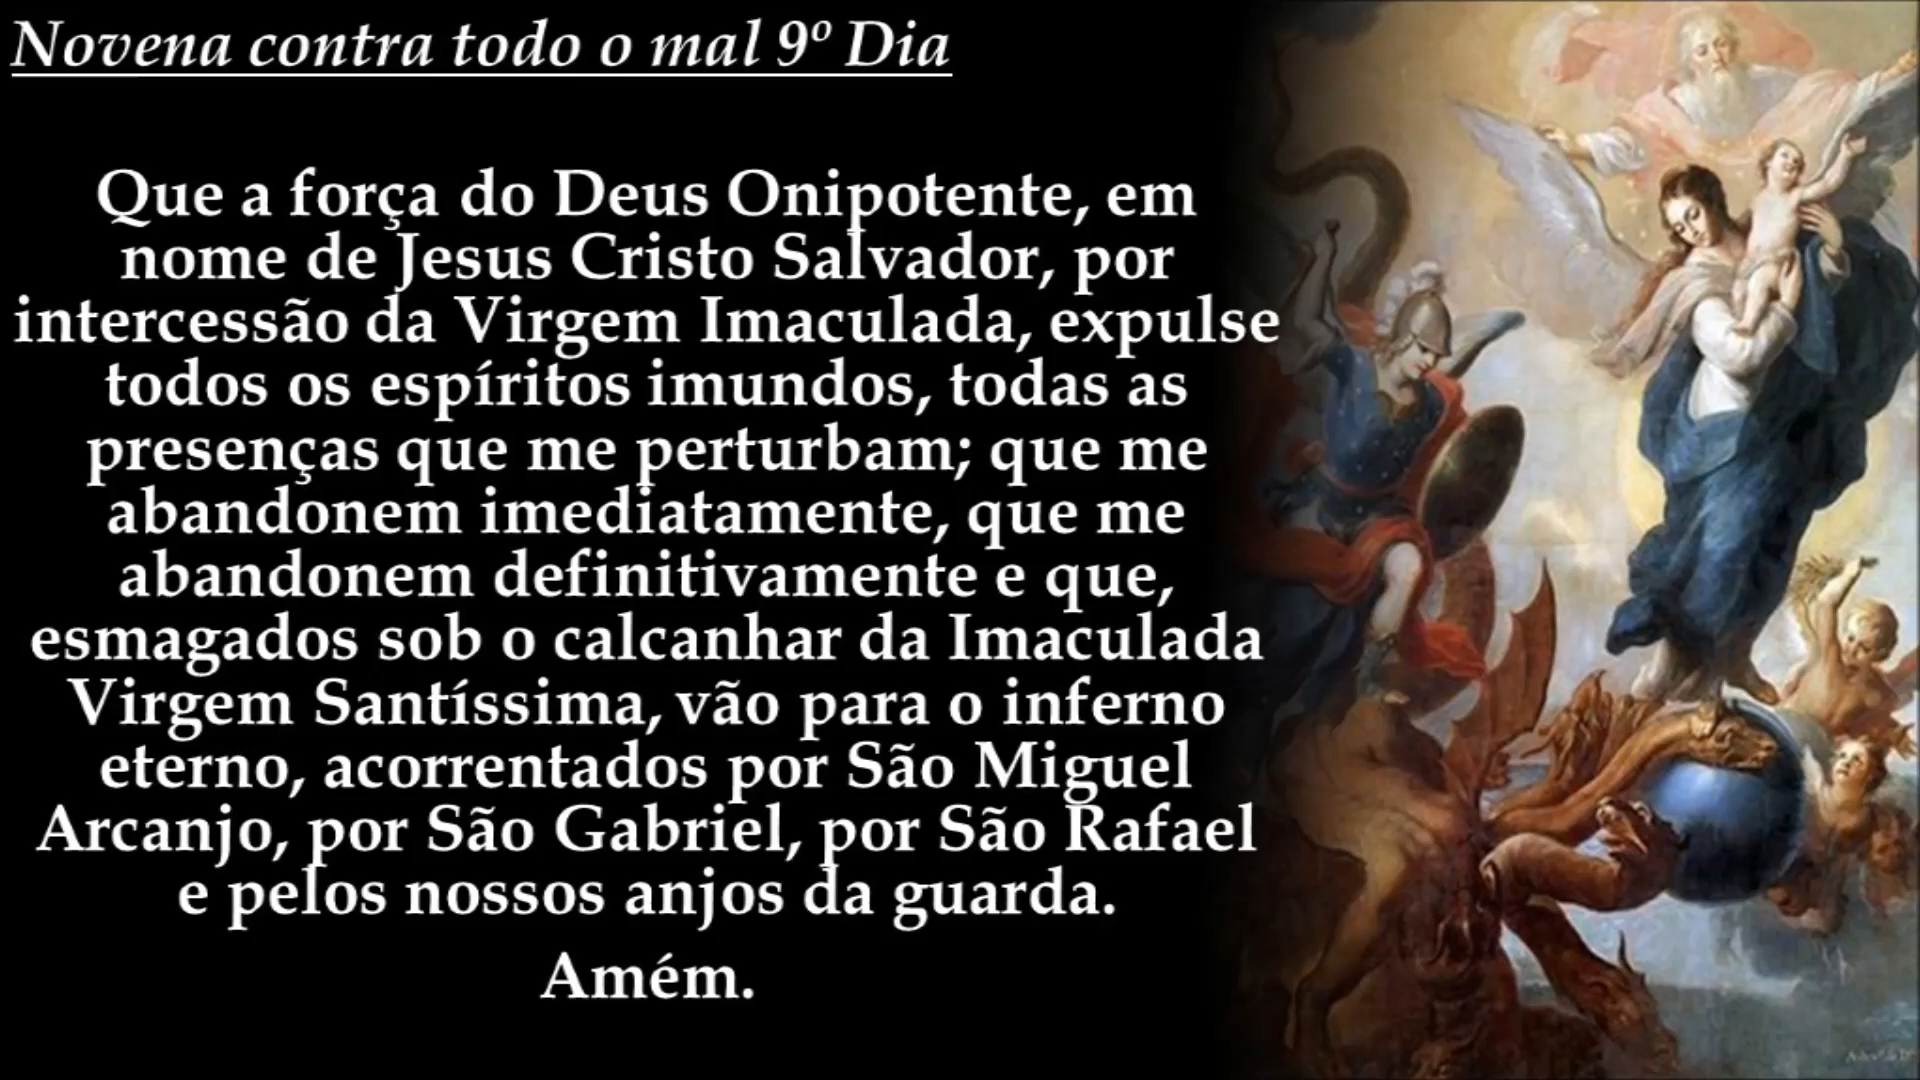 Novena contra todo o mal 9º Dia
Que a força do Deus Onipotente, em
nome de Jesus Cristo Salvador, por
intercessão da Virgem Imaculada, expulse
todos os espíritos imundos, todas as
presenças que me perturbam; que me
abandonem imediatamente, que me
abandonem definitivamente e que,
esmagados sob o calcanhar da Imaculada
Virgem Santíssima, vão para o inferno
eterno, acorrentados por São Miguel
Arcanjo, por São Gabriel, por São Rafael
e pelos nossos anjos da guarda.
Amém.